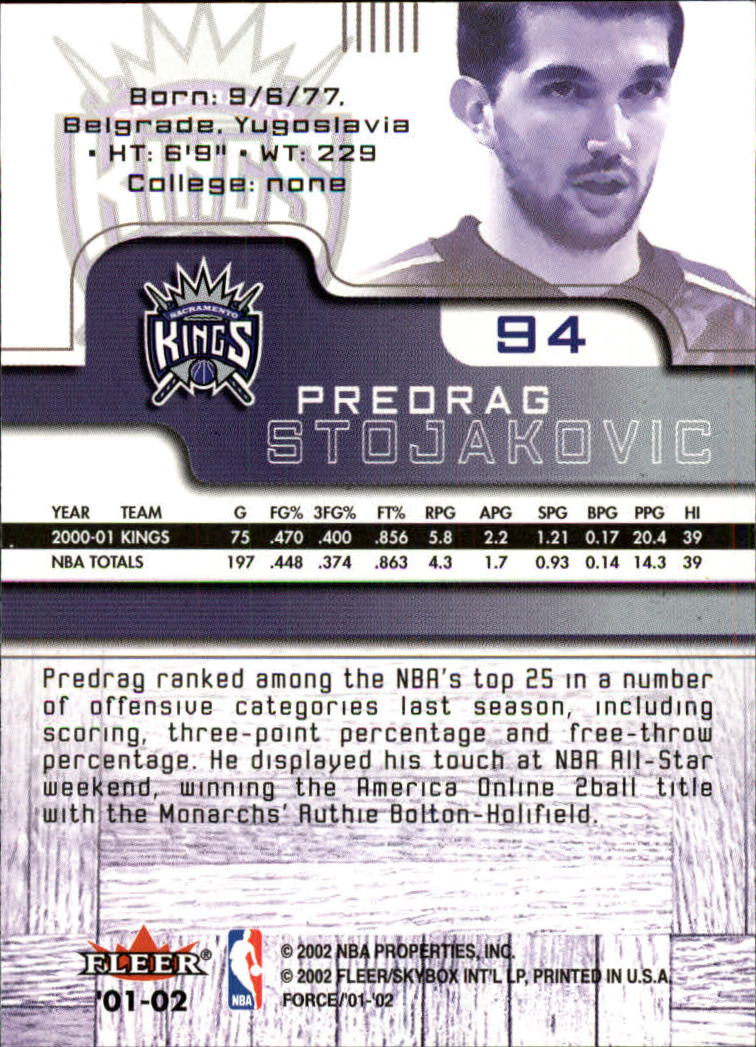 Born: 9/6/77,
Belgrade, Yugoslavia
• HT: 6'9" • WT: 229
College: none
SACRAMENTO
KINGS
94
PREDRAG
STOJAKOVIC
YEAR TEAM G FG% 3FG% FT% RPG APG SPG BPG PPG HI
2000-01 KINGS 75 .470 .400 .856 5.8 2.2 1.21 0.17 20.4 39
NBA TOTALS 197 .448 .374 .863 4.3 1.7 0.93 0.14 14.3 39
Predrag ranked among the NBA's top 25 in a number
of offensive categories last season, including
scoring, three-point percentage and free-throw
percentage. He displayed his touch at NBA All-Star
weekend, winning the America Online 2ball title
with the Monarchs' Ruthie Bolton-Holifield.
FLEER®
'01-02
NBA
© 2002 NBA PROPERTIES, INC.
© 2002 FLEER/SKYBOX INT'L LP, PRINTED IN U.S.A.
FORCE/'01-'02